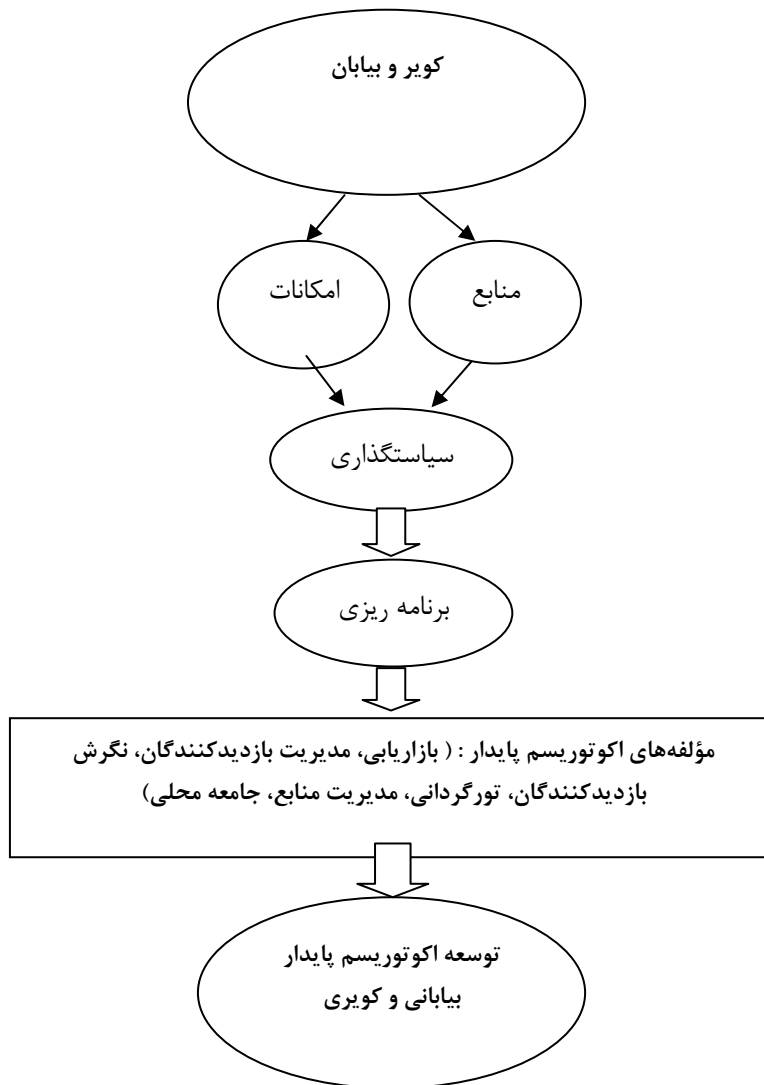 کویر و بیابان
منابع
امکانات
سیاستگذاری
برنامه ریزی
مؤلفه‌های اکوتوریسم پایدار : ( بازاریابی، مدیریت بازدیدکنندگان، نگرش
بازدیدکنندگان، تورگردانی، مدیریت منابع، جامعه محلی)
توسعه اکوتوریسم پایدار
بیابانی و کویری